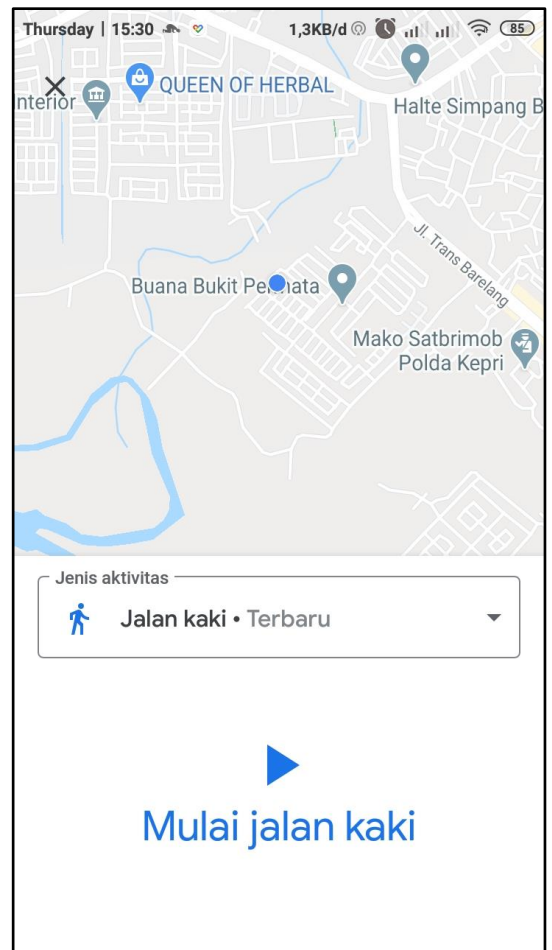 Thursday | 15:30
1,3KB/d
85
QUEEN OF HERBAL
Interior
Halte Simpang B
Jl. Trans Barelang
Buana Bukit Permata
Mako Satbrimob
Polda Kepri
Jenis aktivitas
Jalan kaki • Terbaru
Mulai jalan kaki